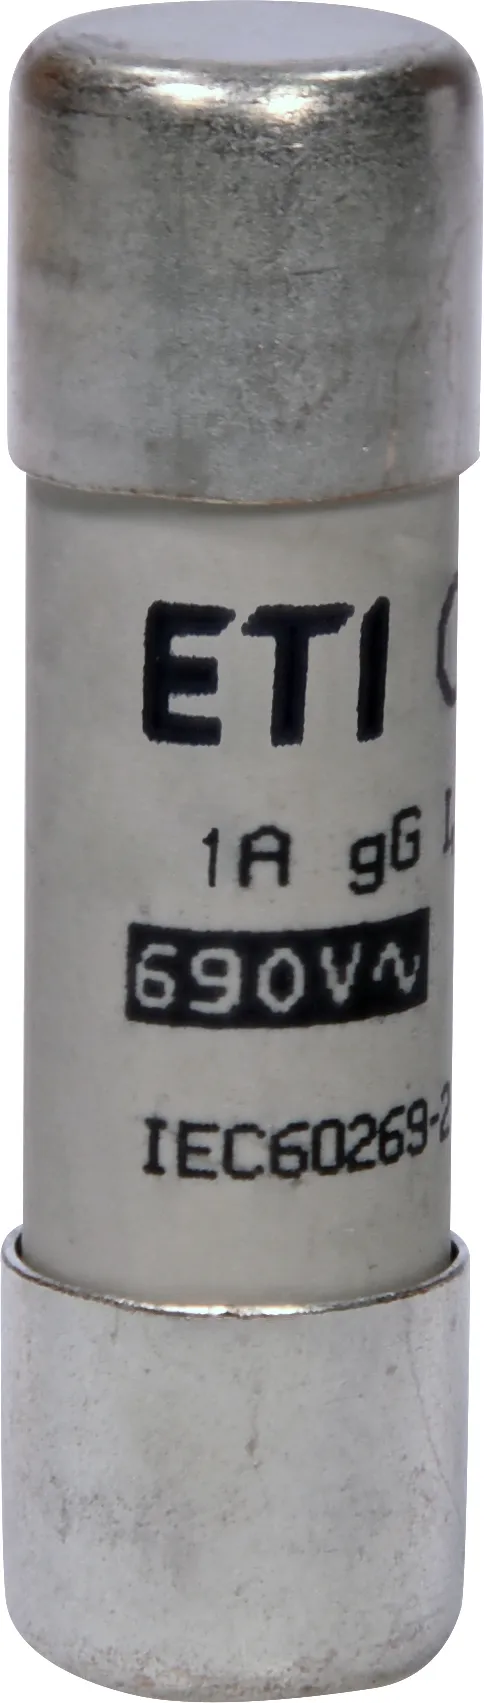 ETI
1A gG
690V~
IEC60269-2